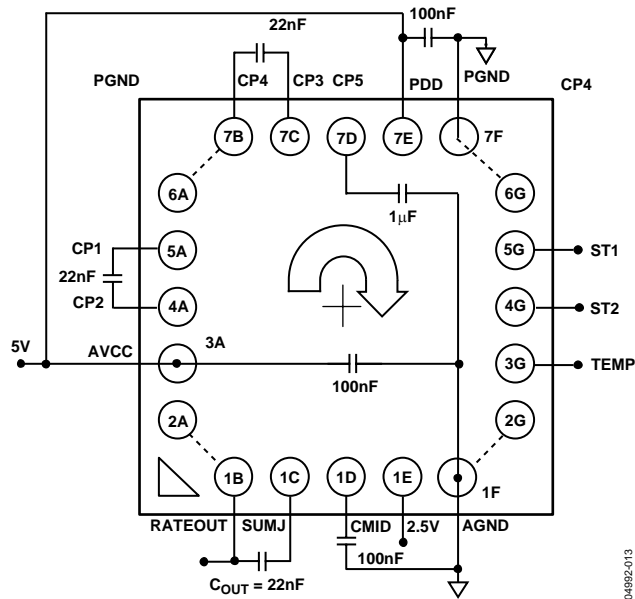 22nF
100nF
PGND
CP4
CP3
CP5
PDD
PGND
CP4
7B
7C
7D
7E
7F
6A
6G
1μF
CP1
5A
5G
ST1
22nF
CP2
4A
4G
ST2
5V
AVCC
3A
3G
TEMP
100nF
2A
2G
1B
1C
1D
1E
1F
RATEOUT
SUMJ
CMID
2.5V
AGND
100nF
COUT = 22nF
04992-013